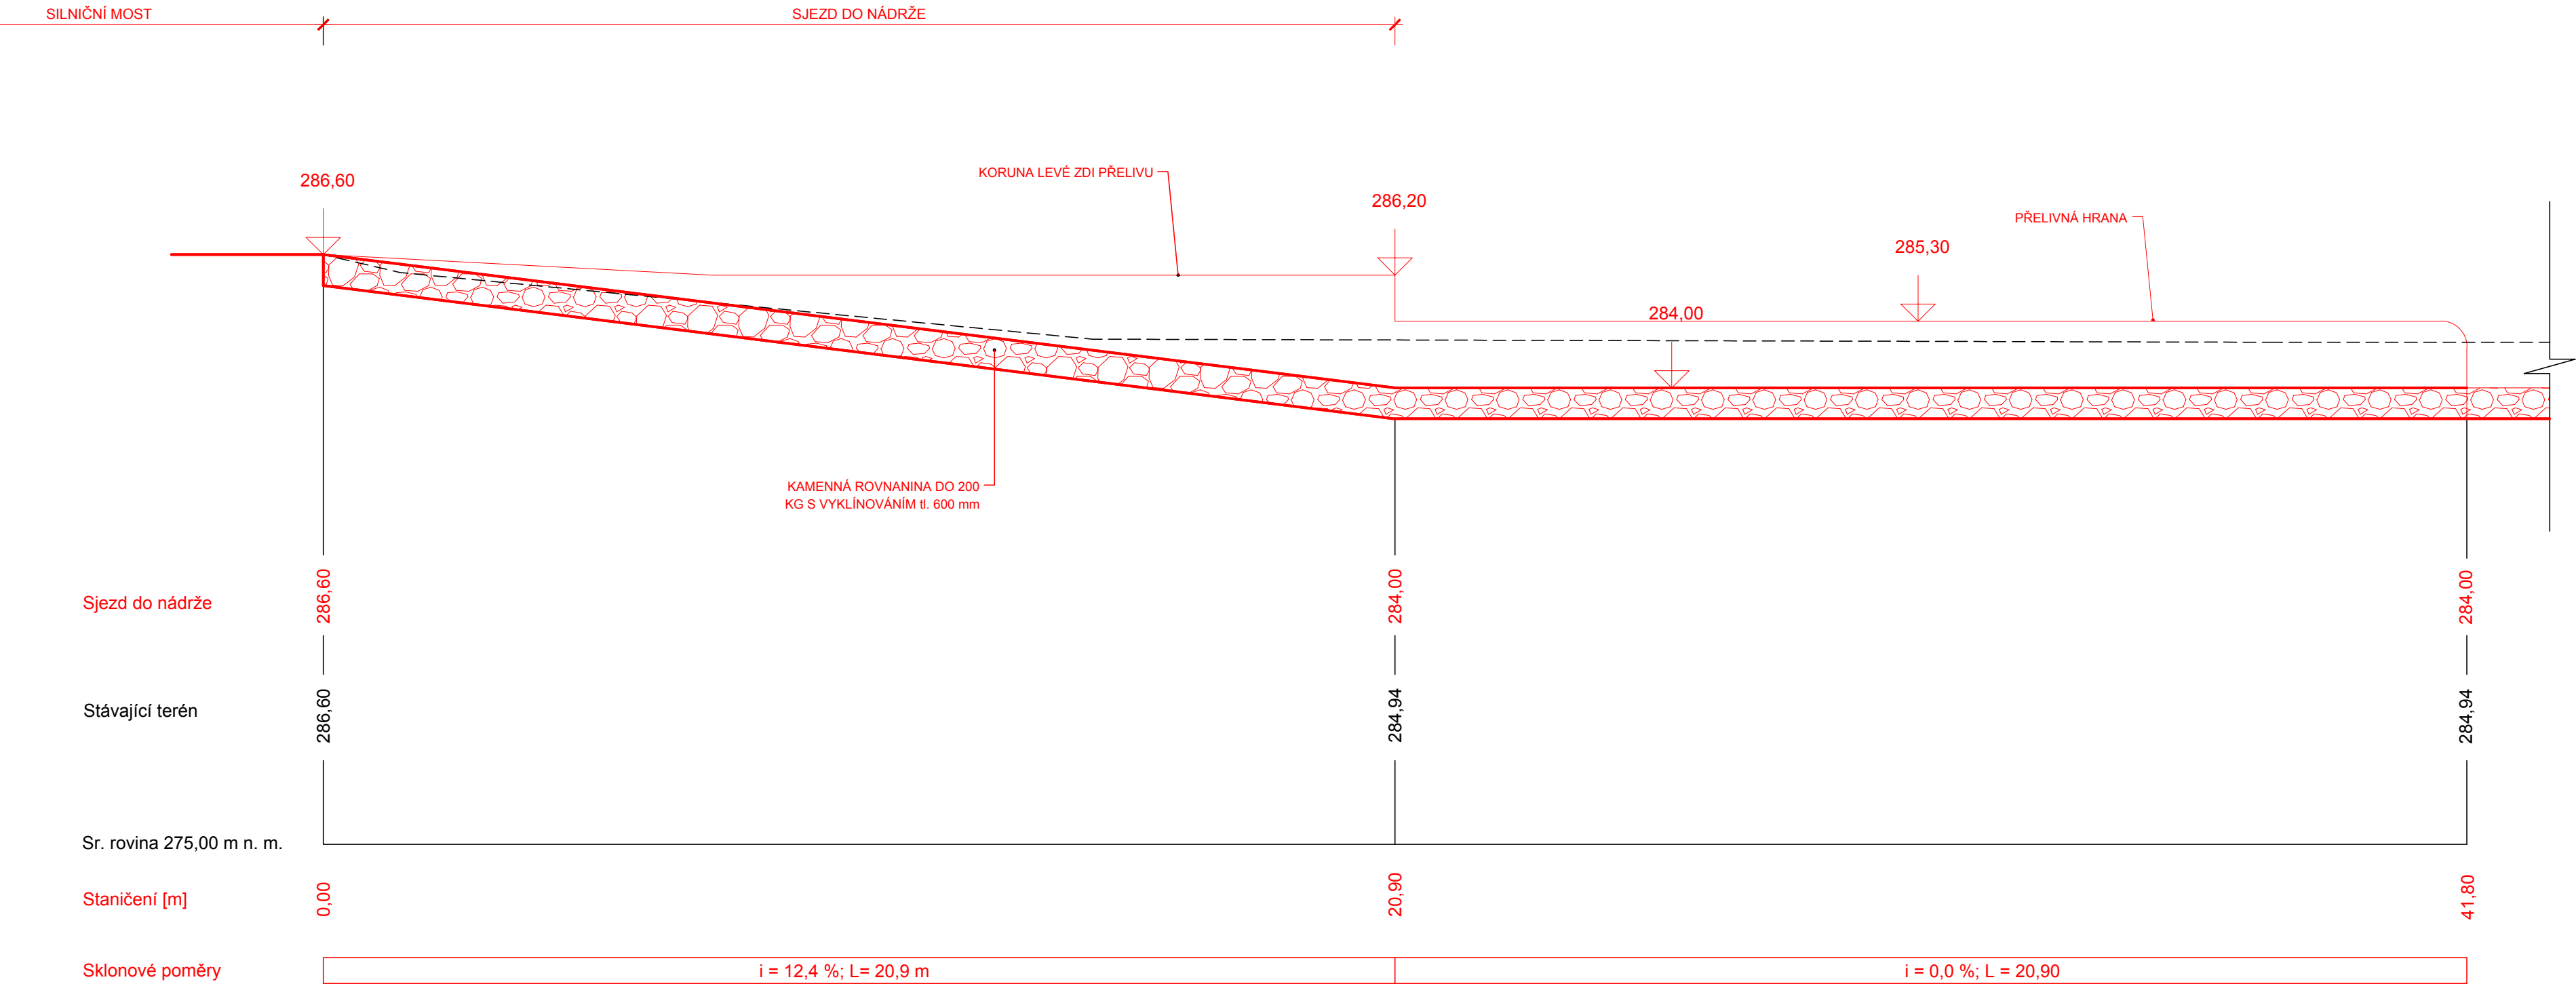 SILNIČNÍ MOST
SJEZD DO NÁDRŽE
286,60
KORUNA LEVÉ ZDI PŘELIVU
286,20
PŘELIVNÁ HRANA
285,30
284,00
KAMENNÁ ROVNANINA DO 200
KG S VYKLÍNOVÁNÍM tl. 600 mm
Sjezd do nádrže
286,60
284,00
284,00
Stávající terén
286,60
284,94
284,94
Sr. rovina 275,00 m n. m.
Staničení [m]
0,00
20,90
41,80
Sklonové poměry
i = 12,4 %; L= 20,9 m
i = 0,0 %; L = 20,90